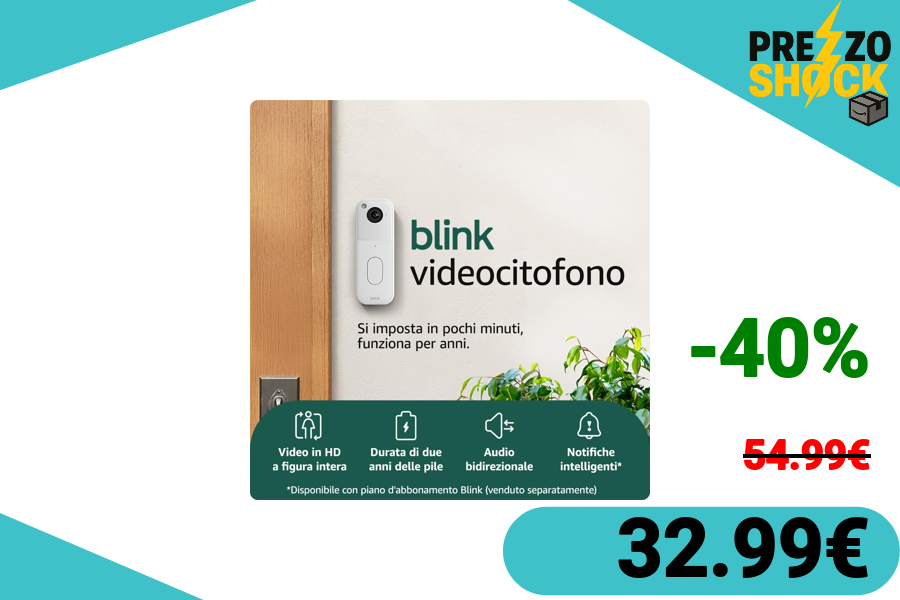 PREZZO
SHOCK
blink
videocitofono
Si imposta in pochi minuti,
funziona per anni.
Video in HD
a figura intera
Durata di due
anni delle pile
Audio
bidirezionale
Notifiche
intelligenti*
*Disponibile con piano d'abbonamento Blink (venduto separatamente)
-40%
54.99€
32.99€